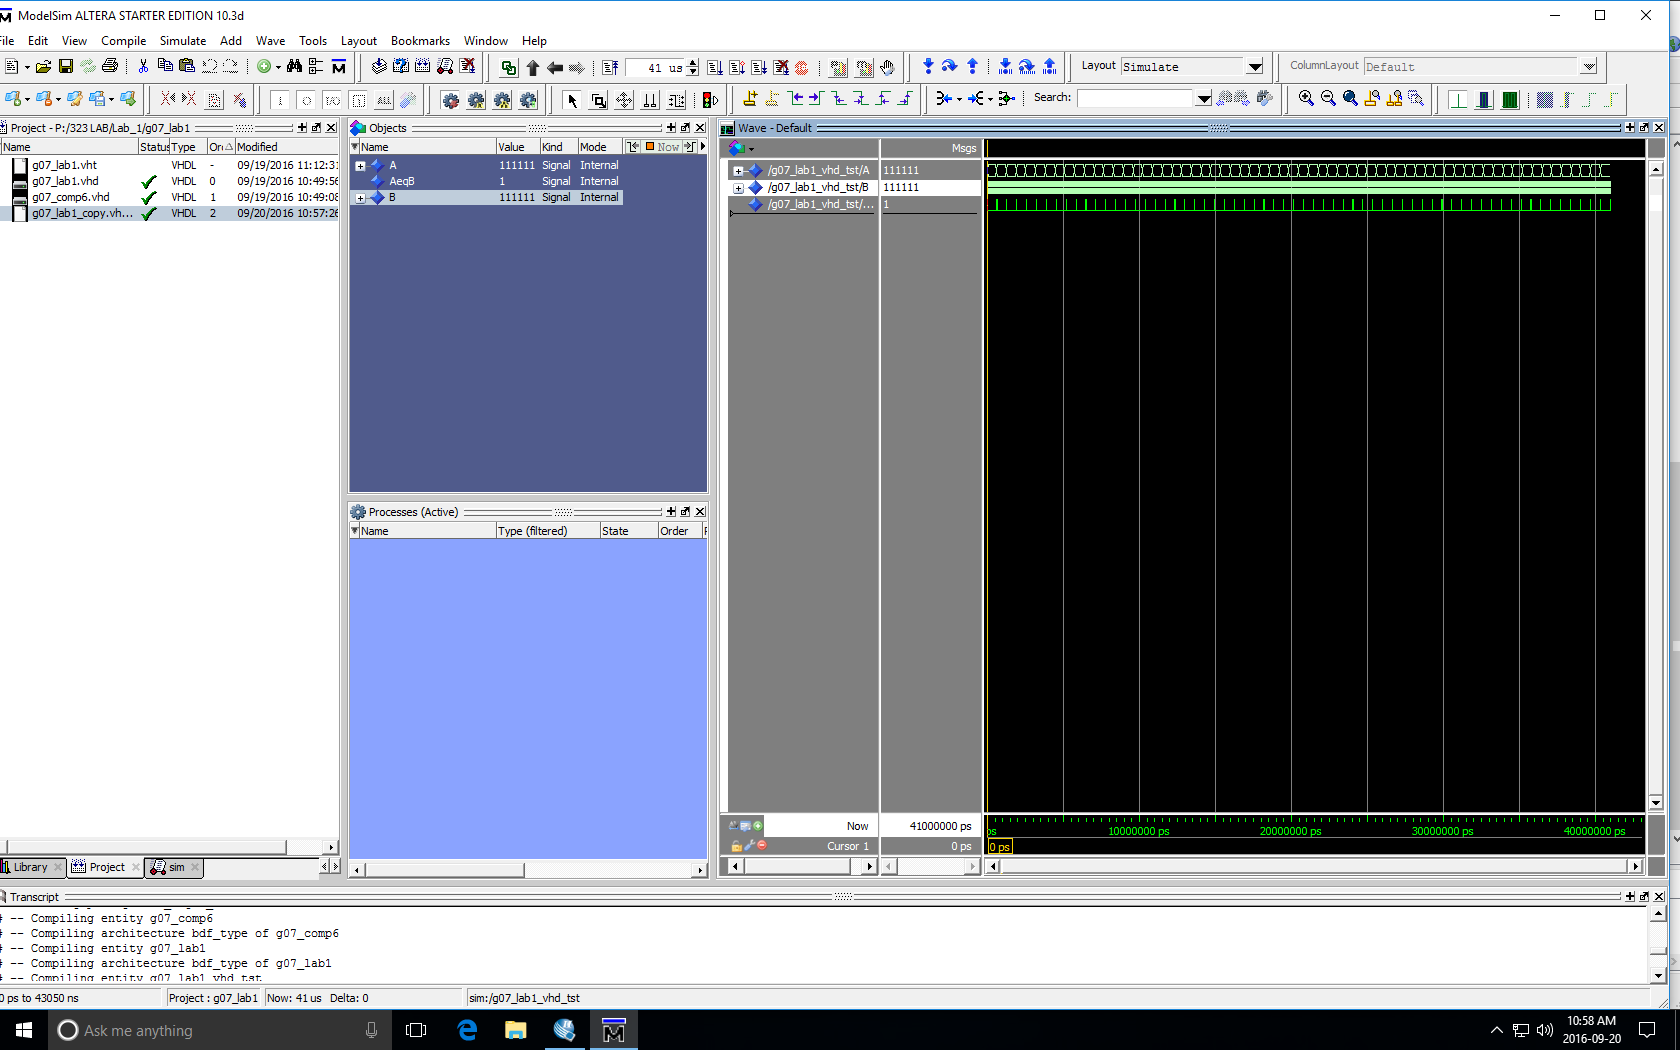 ModelSim ALTERA STARTER EDITION 10.3d
File Edit View Compile Simulate Add Wave Tools Layout Bookmarks Window Help
41 us
Layout Simulate
ColumnLayout Default
ALL
Search:
Project - P:/323 LAB/Lab_1/g07_lab1
Name Status Type Modified
g07_lab1.vht VHDL - 09/19/2016 11:12:31
g07_lab1.vhd VHDL 0 09/19/2016 10:49:56
g07_comp6.vhd VHDL 1 09/19/2016 10:49:08
g07_lab1_copy.vh... VHDL 2 09/20/2016 10:57:26
Library Project sim
Objects
Name Value Kind Mode Now
A 111111 Signal Internal
AeqB 1 Signal Internal
B 111111 Signal Internal
Processes (Active)
Name Type (filtered) State Order
Wave - Default
Msgs
/g07_lab1_vhd_tst/A 111111
/g07_lab1_vhd_tst/B 111111
/g07_lab1_vhd_tst/... 1
Now 41000000 ps
ps 10000000 ps 20000000 ps 30000000 ps 40000000 ps
Cursor 1 0 ps
0 ps
Transcript
# -- Compiling entity g07_comp6
# -- Compiling architecture bdf_type of g07_comp6
# -- Compiling entity g07_lab1
# -- Compiling architecture bdf_type of g07_lab1
# -- Compiling entity g07_lab1_vhd_tst
0 ps to 43050 ns Project : g07_lab1 Now: 41 us Delta: 0 sim:/g07_lab1_vhd_tst
Ask me anything
10:58 AM
2016-09-20